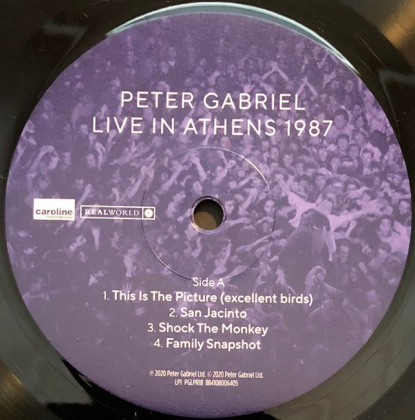 PETER GABRIEL
LIVE IN ATHENS 1987
caroline
REALWORLD
Side A
1. This Is The Picture (excellent birds)
2. San Jacinto
3. Shock The Monkey
4. Family Snapshot
℗ 2020 Peter Gabriel Ltd. © 2020 Peter Gabriel Ltd.
LP1 PGLPR18 884108006405